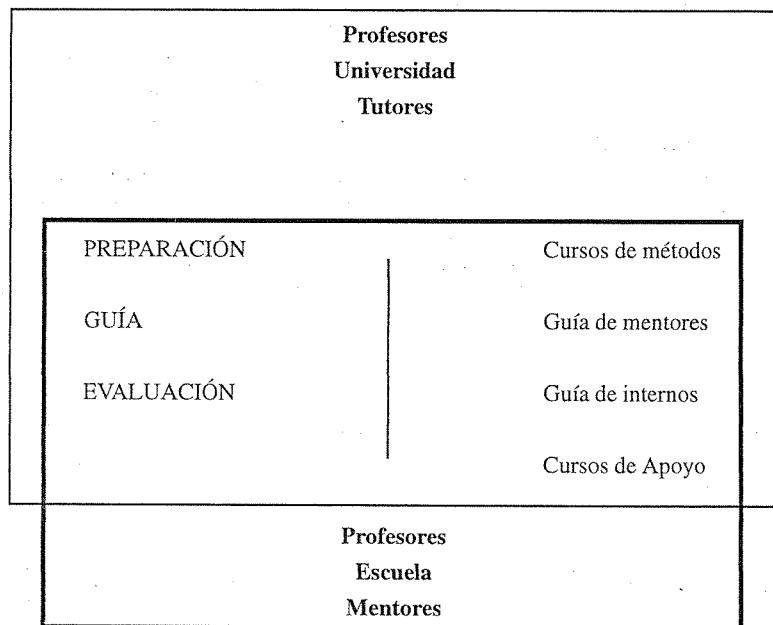 Profesores
Universidad
Tutores
PREPARACIÓN
Cursos de métodos
GUÍA
Guía de mentores
EVALUACIÓN
Guía de internos
Cursos de Apoyo
Profesores
Escuela
Mentores